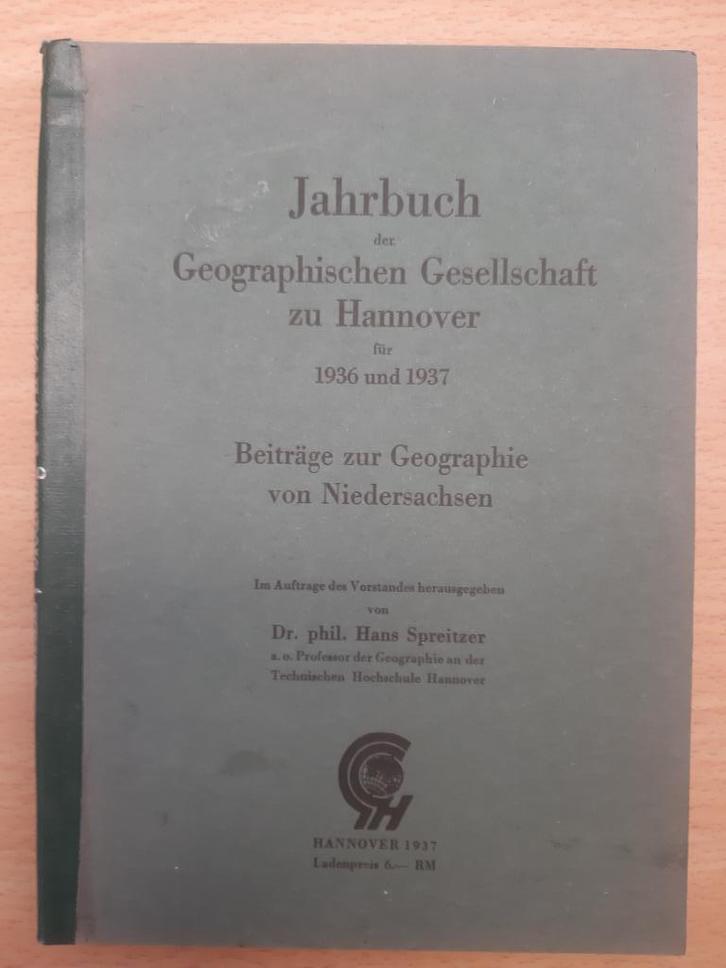 Jahrbuch
der
Geographischen Gesellschaft
zu Hannover
für
1936 und 1937
Beiträge zur Geographie
von Niedersachsen
Im Auftrage des Vorstandes herausgegeben
von
Dr. phil. Hans Spreitzer
a. o. Professor der Geographie an der
Technischen Hochschule Hannover
GGH
HANNOVER 1937
Ladenpreis 6.— RM